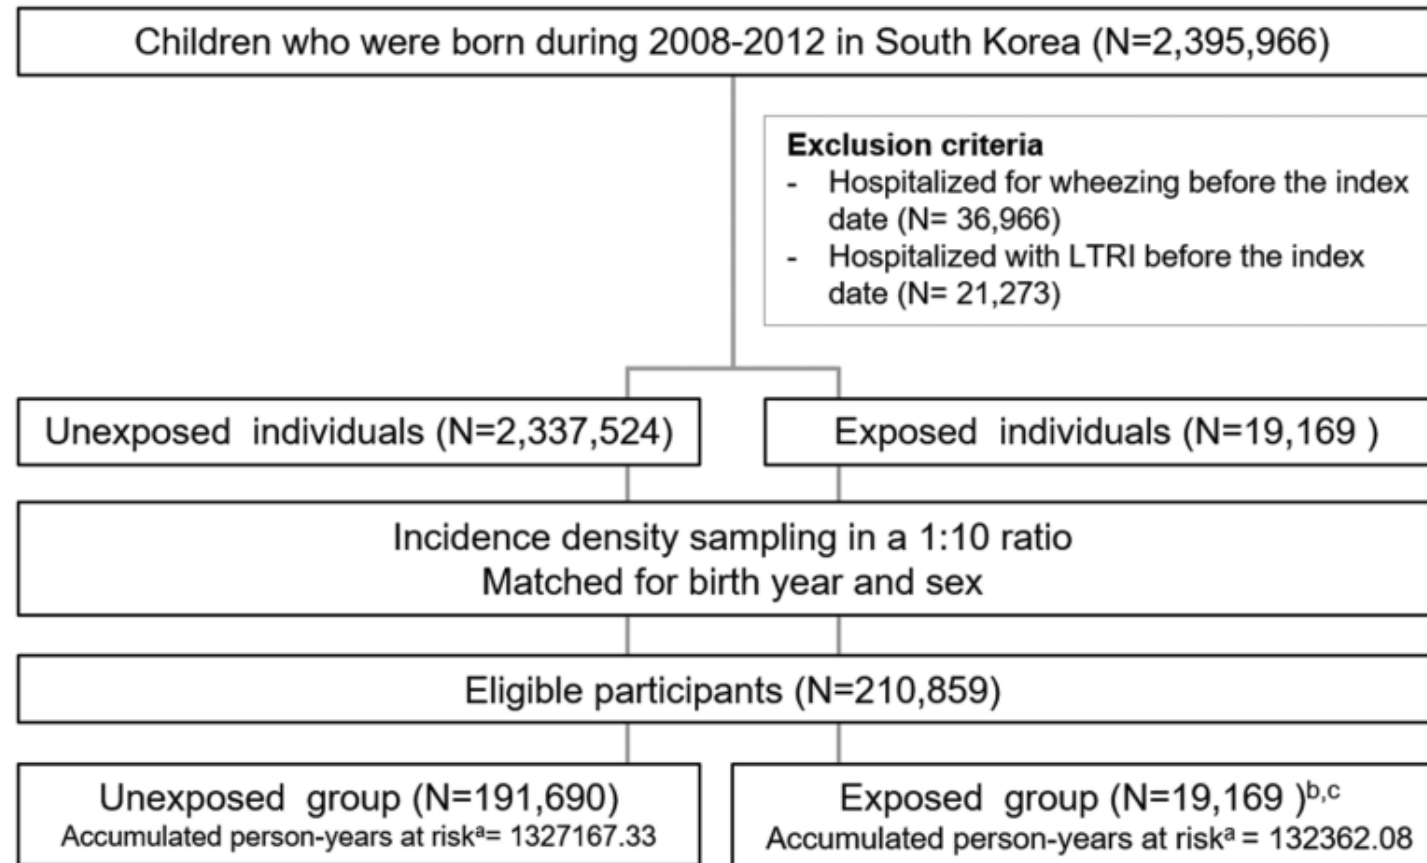 Children who were born during 2008-2012 in South Korea (N=2,395,966)
Exclusion criteria
- Hospitalized for wheezing before the index
date (N= 36,966)
- Hospitalized with LTRI before the index
date (N= 21,273)
Unexposed individuals (N=2,337,524)
Exposed individuals (N=19,169 )
Incidence density sampling in a 1:10 ratio
Matched for birth year and sex
Eligible participants (N=210,859)
Unexposed group (N=191,690)
Accumulated person-years at riskᵃ= 1327167.33
Exposed group (N=19,169 )ᵇ,ᶜ
Accumulated person-years at riskᵃ = 132362.08